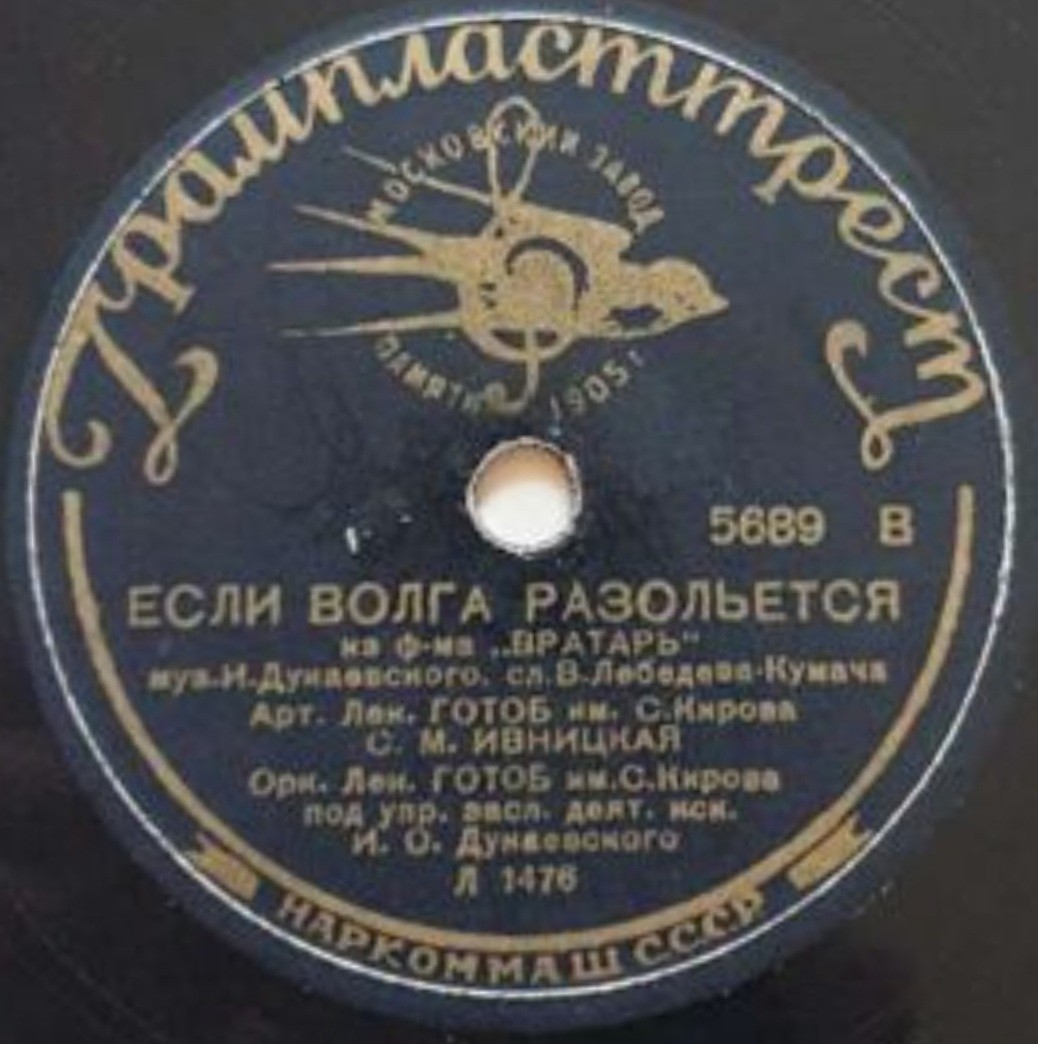 Грампласттрест
МОСКОВСКИЙ ЗАВОД
ПАМЯТИ 1905 г.
5689 В
ЕСЛИ ВОЛГА РАЗОЛЬЕТСЯ
из ф-ма „ВРАТАРЬ"
муз.И.Дунаевского. сл.В.Лебедева-Кумача
Арт. Лен. ГОТОБ им. С.Кирова
С. М. ИВНИЦКАЯ
Орк. Лен. ГОТОБ им.С.Кирова
под упр. засл. деят. иск.
И. О. Дунаевского
Л 1476
НАРКОММАШ СССР